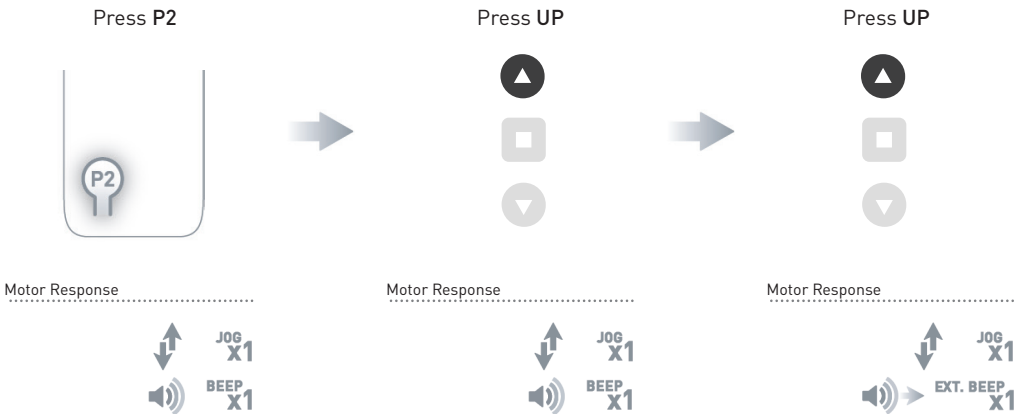 Press P2
Press UP
Press UP
P2
Motor Response
JOG
X1
BEEP
X1
Motor Response
JOG
X1
BEEP
X1
Motor Response
JOG
X1
EXT. BEEP
X1